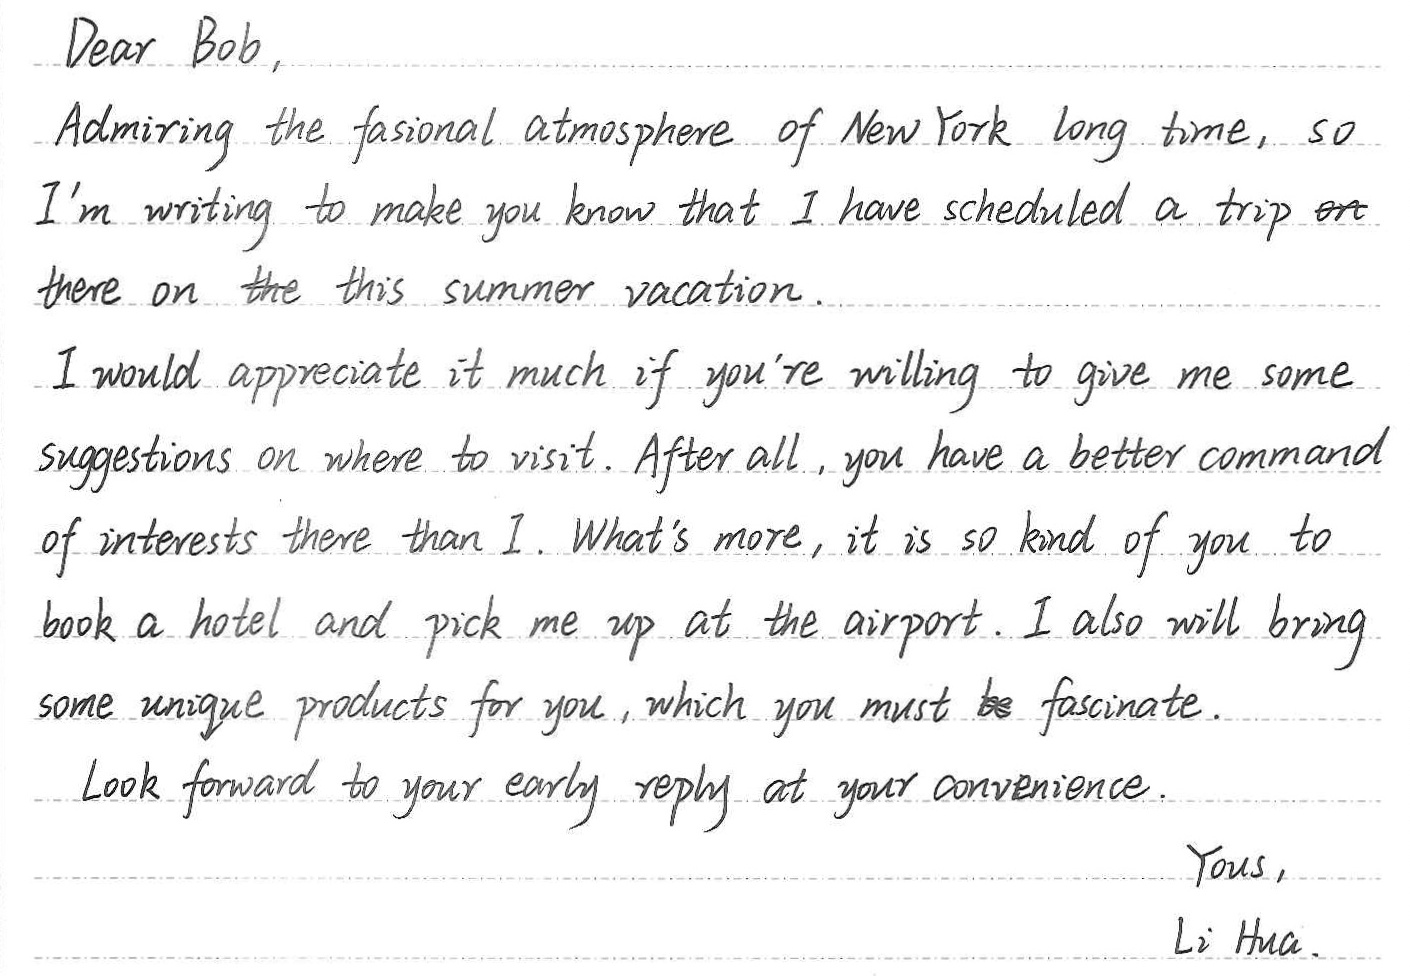 Dear Bob,
Admiring the fasional atmosphere of New York long time, so
I'm writing to make you know that I have scheduled a trip
there on this summer vacation.
I would appreciate it much if you're willing to give me some
suggestions on where to visit. After all, you have a better command
of interests there than I. What's more, it is so kind of you to
book a hotel and pick me up at the airport. I also will bring
some unique products for you, which you must fascinate.
Look forward to your early reply at your convenience.
Yous,
Li Hua.